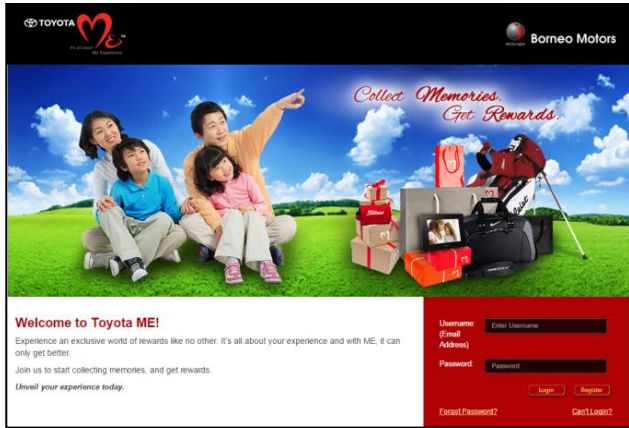 TOYOTA ME™
It's all about
My Experience
Inchcape
Borneo Motors
Collect Memories.
Get Rewards.
Titleist
Welcome to Toyota ME!
Experience an exclusive world of rewards like no other. It's all about your experience and with ME, it can
only get better.
Join us to start collecting memories, and get rewards.
Unveil your experience today.
Username:
(Email
Address)
Enter Username
Password:
Password
Login
Register
Forgot Password?
Can't Login?